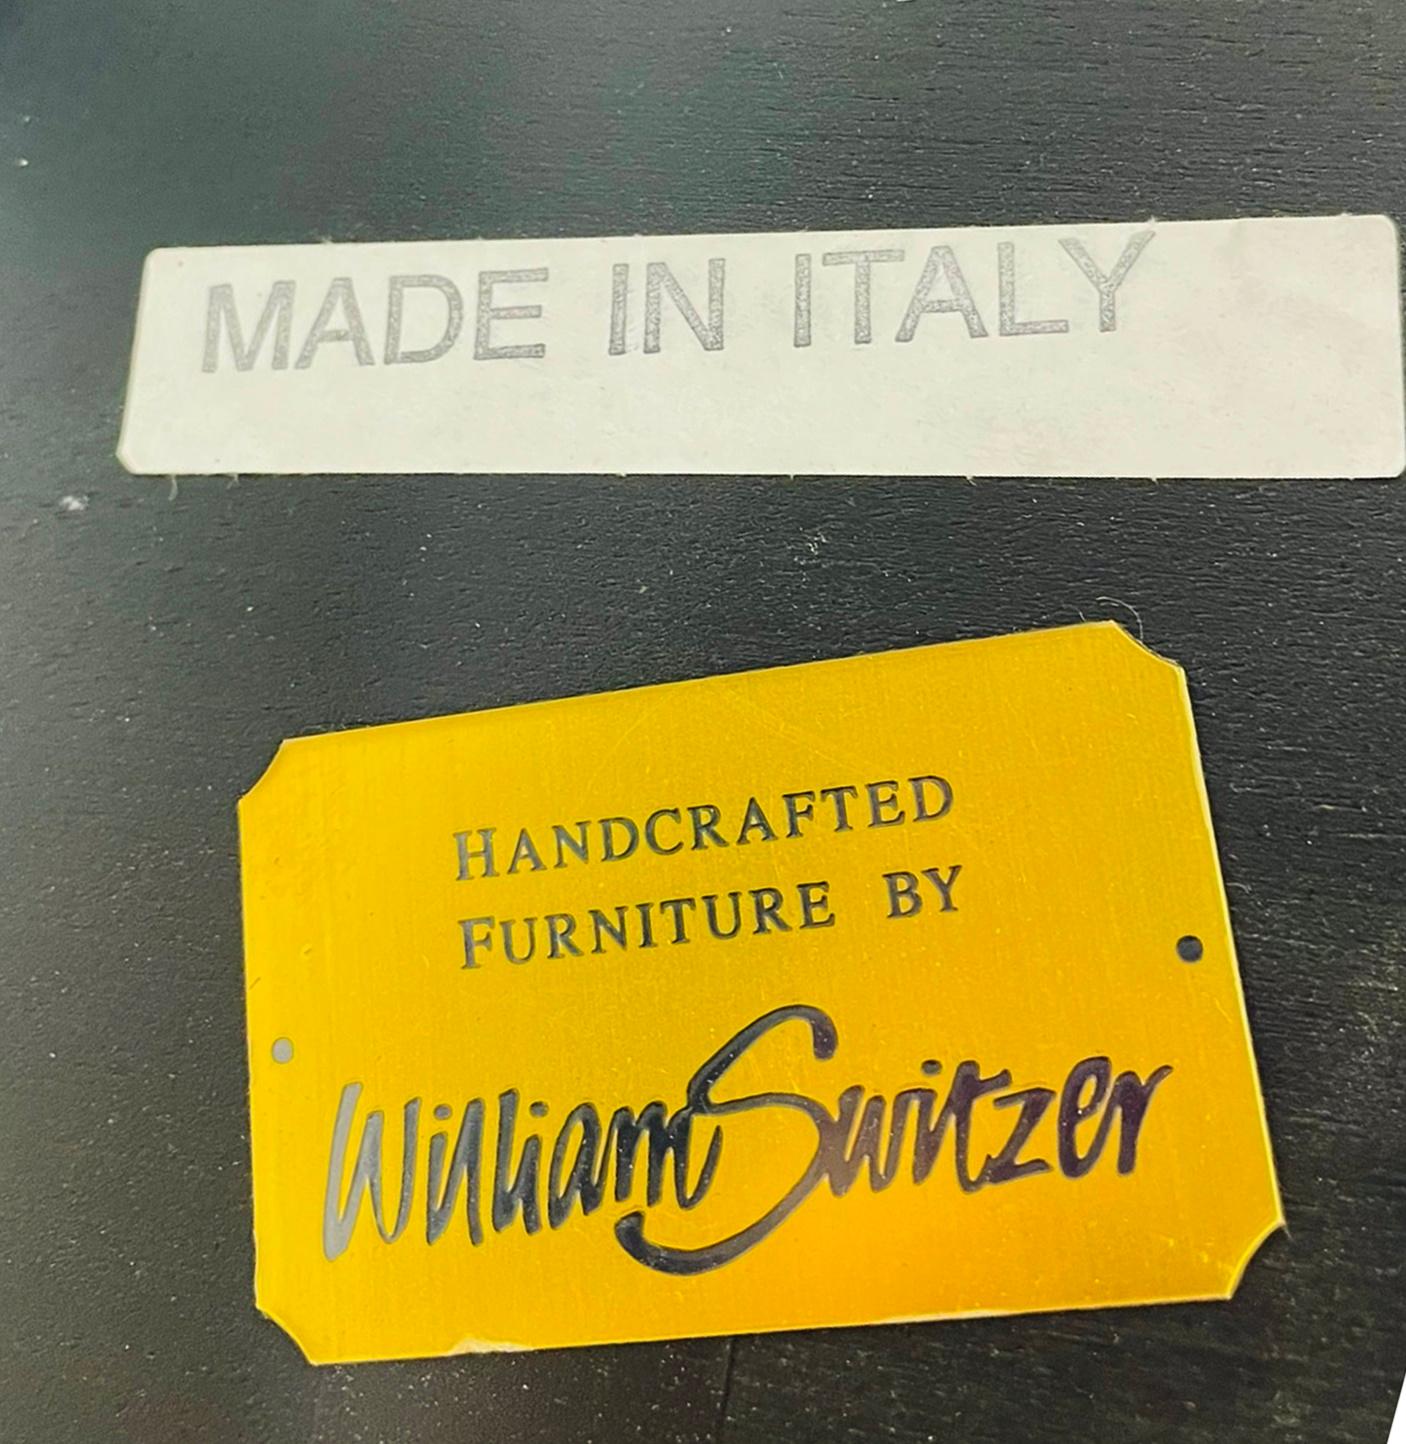 MADE IN ITALY
HANDCRAFTED
FURNITURE BY
William Switzer